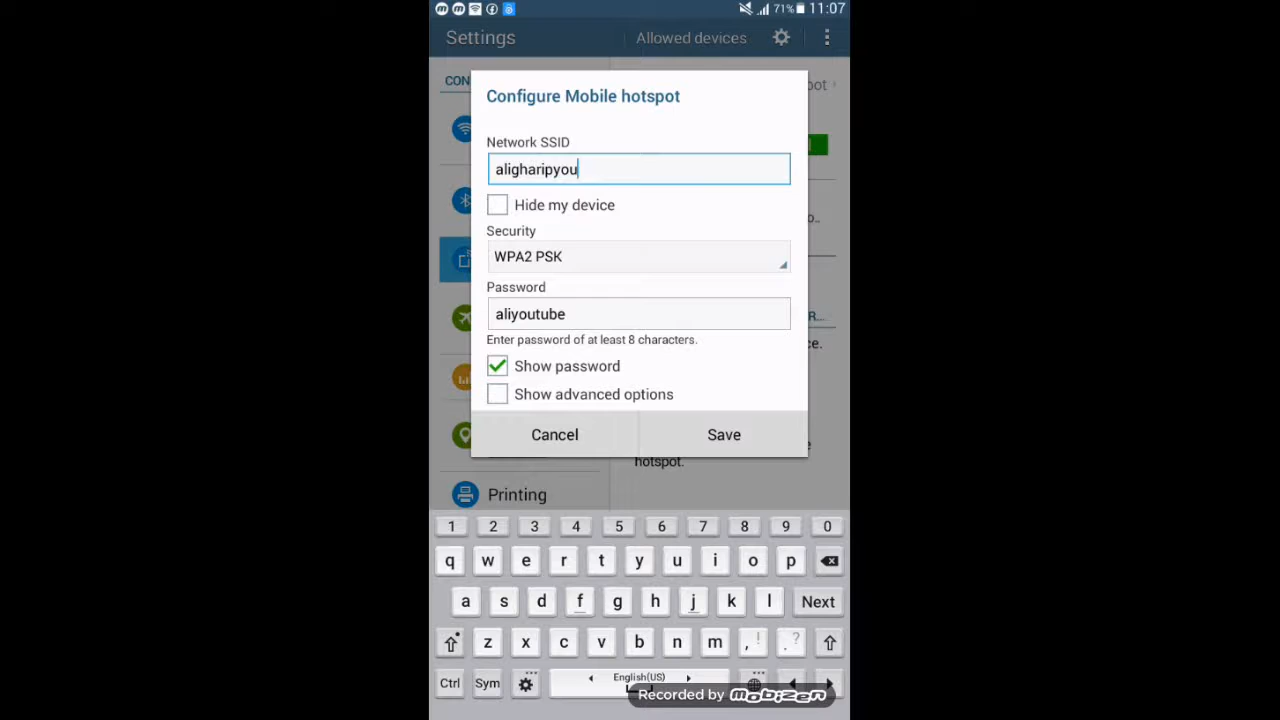 71% 11:07
Settings Allowed devices
CON
ot
Configure Mobile hotspot
Network SSID
aligharipyou
Hide my device
Security
WPA2 PSK
o..
Password
aliyoutube
R...
Enter password of at least 8 characters.
ce.
Show password
Show advanced options
Cancel Save
e
hotspot.
Printing
1 2 3 4 5 6 7 8 9 0
q w e r t y u i o p
a s d f g h j k l Next
z x c v b n m , ! . ?
Ctrl Sym English(US)
Recorded by mobizen